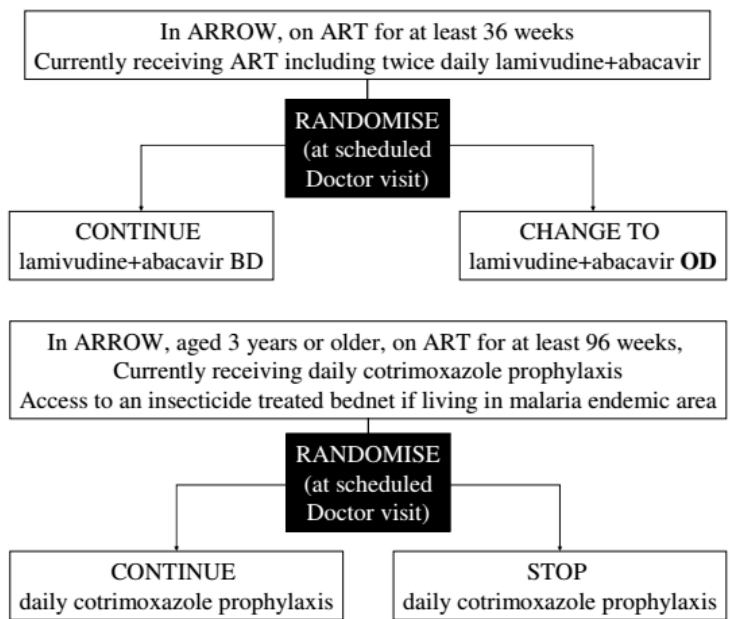 In ARROW, on ART for at least 36 weeks
Currently receiving ART including twice daily lamivudine+abacavir
RANDOMISE
(at scheduled
Doctor visit)
CONTINUE
lamivudine+abacavir BD
CHANGE TO
lamivudine+abacavir OD
In ARROW, aged 3 years or older, on ART for at least 96 weeks,
Currently receiving daily cotrimoxazole prophylaxis
Access to an insecticide treated bednet if living in malaria endemic area
RANDOMISE
(at scheduled
Doctor visit)
CONTINUE
daily cotrimoxazole prophylaxis
STOP
daily cotrimoxazole prophylaxis